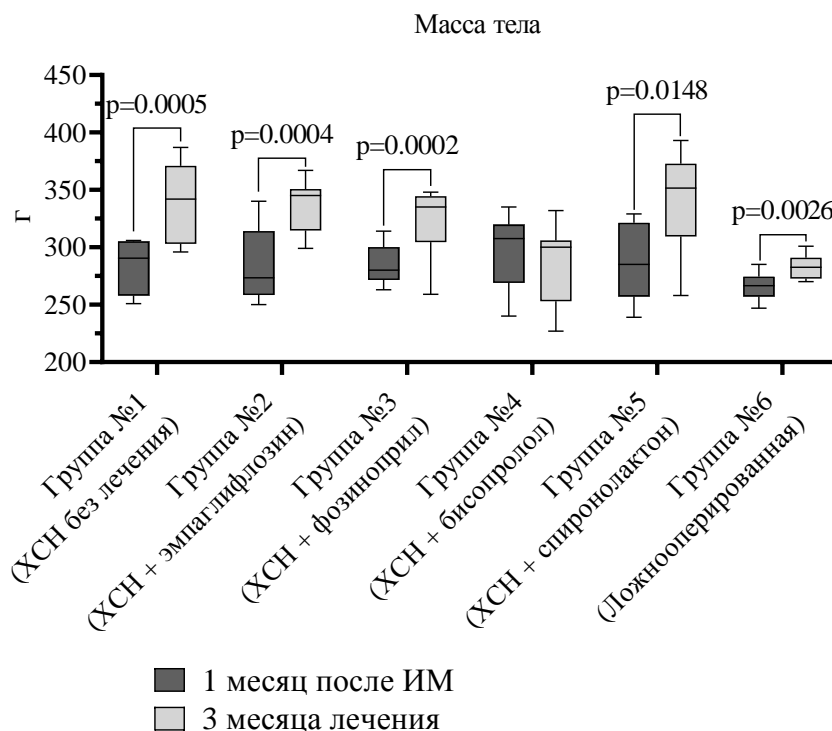 Масса тела
450
400
350
300
250
200
г
p=0.0005
p=0.0004
p=0.0002
p=0.0148
p=0.0026
Группа №1
(ХСН без лечения)
Группа №2
(ХСН + эмпаглифлозин)
Группа №3
(ХСН + фозиноприл)
Группа №4
(ХСН + бисопролол)
Группа №5
(ХСН + спиронолактон)
Группа №6
(Ложнооперированная)
1 месяц после ИМ
3 месяца лечения